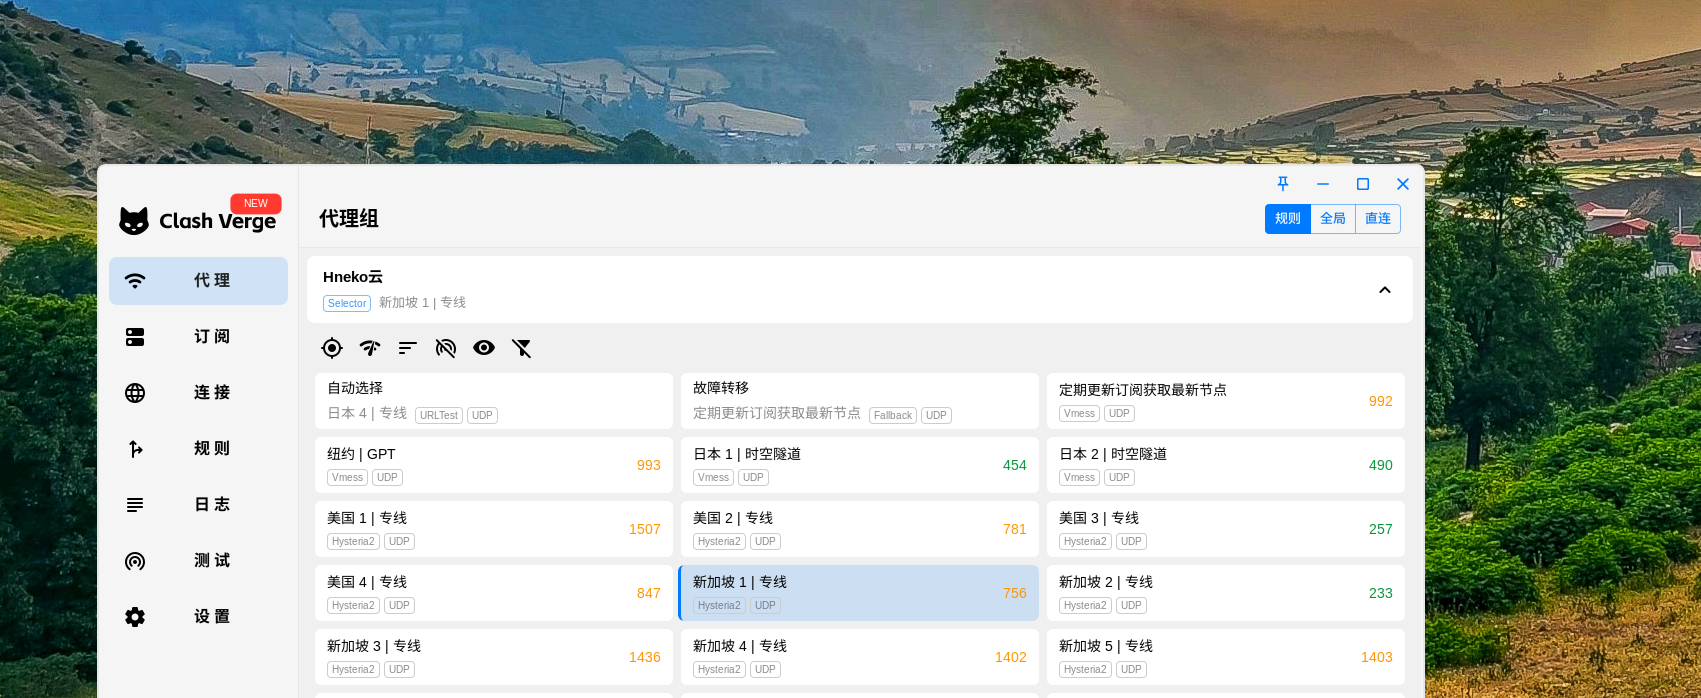 NEW
Clash Verge
代理
订阅
连接
规则
日志
测试
设置
代理组
规则 全局 直连
Hneko云
Selector 新加坡 1 | 专线
自动选择
日本 4 | 专线 URLTest UDP
故障转移
定期更新订阅获取最新节点 Fallback UDP
定期更新订阅获取最新节点
Vmess UDP
992
纽约 | GPT
Vmess UDP
993
日本 1 | 时空隧道
Vmess UDP
454
日本 2 | 时空隧道
Vmess UDP
490
美国 1 | 专线
Hysteria2 UDP
1507
美国 2 | 专线
Hysteria2 UDP
781
美国 3 | 专线
Hysteria2 UDP
257
美国 4 | 专线
Hysteria2 UDP
847
新加坡 1 | 专线
Hysteria2 UDP
756
新加坡 2 | 专线
Hysteria2 UDP
233
新加坡 3 | 专线
Hysteria2 UDP
1436
新加坡 4 | 专线
Hysteria2 UDP
1402
新加坡 5 | 专线
Hysteria2 UDP
1403